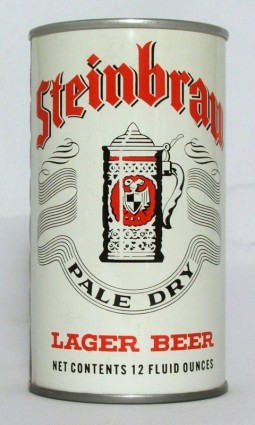 Steinbrau
PALE DRY
LAGER BEER
NET CONTENTS 12 FLUID OUNCES